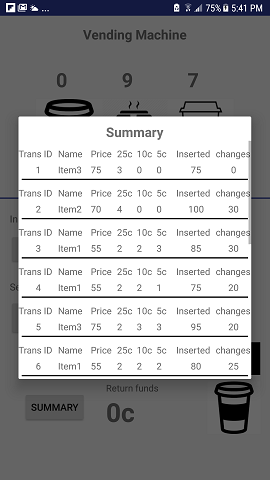 ... 75% 5:41 PM
Vending Machine
0 9 7
Summary
Trans ID Name Price 25c 10c 5c Inserted changes
1 Item3 75 3 0 0 75 0
Trans ID Name Price 25c 10c 5c Inserted changes
2 Item2 70 4 0 0 100 30
Trans ID Name Price 25c 10c 5c Inserted changes
3 Item1 55 2 2 3 85 30
Trans ID Name Price 25c 10c 5c Inserted changes
4 Item1 55 2 2 1 75 20
Trans ID Name Price 25c 10c 5c Inserted changes
5 Item3 75 2 3 3 95 20
Trans ID Name Price 25c 10c 5c Inserted changes
6 Item1 55 2 2 2 80 25
Return funds
SUMMARY 0c